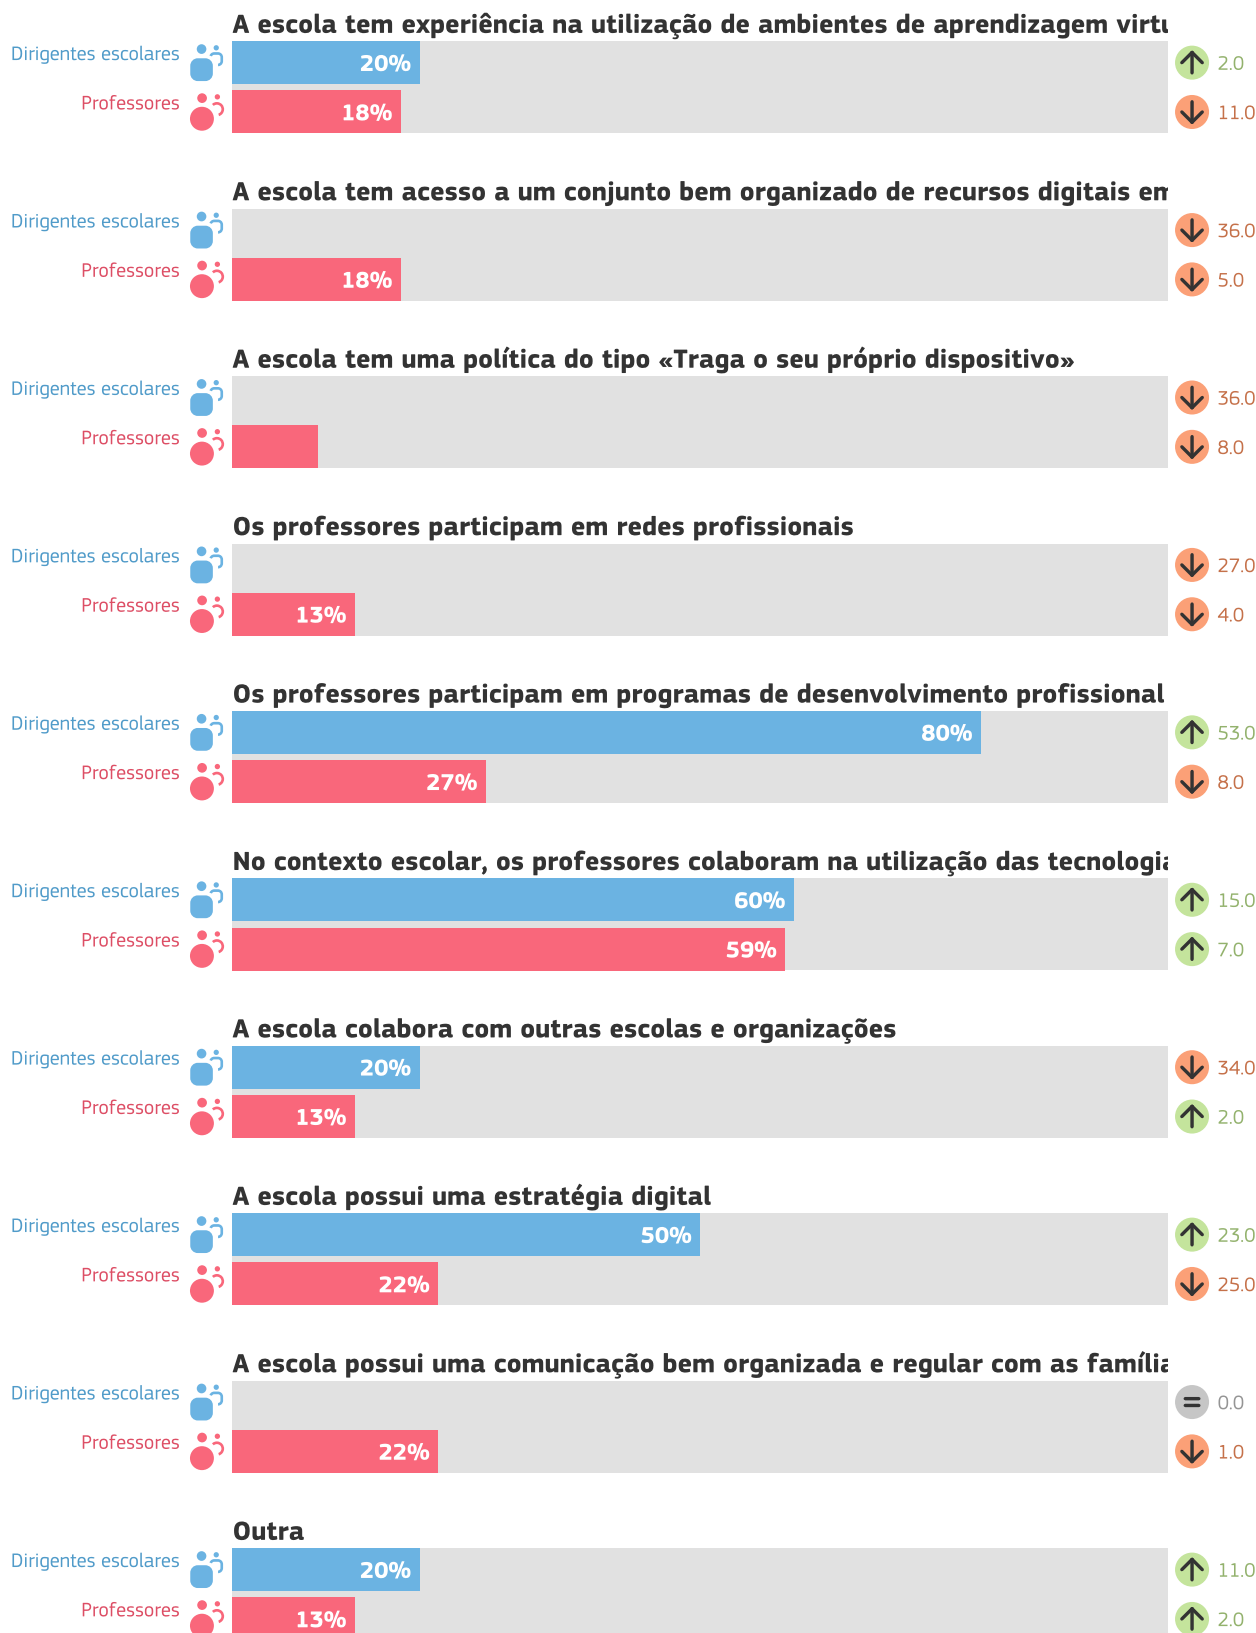 A escola tem experiência na utilização de ambientes de aprendizagem virtu
Dirigentes escolares 20% 2.0
Professores 18% 11.0
A escola tem acesso a um conjunto bem organizado de recursos digitais em
Dirigentes escolares 36.0
Professores 18% 5.0
A escola tem uma política do tipo «Traga o seu próprio dispositivo»
Dirigentes escolares 36.0
Professores 8.0
Os professores participam em redes profissionais
Dirigentes escolares 27.0
Professores 13% 4.0
Os professores participam em programas de desenvolvimento profissional
Dirigentes escolares 80% 53.0
Professores 27% 8.0
No contexto escolar, os professores colaboram na utilização das tecnologia
Dirigentes escolares 60% 15.0
Professores 59% 7.0
A escola colabora com outras escolas e organizações
Dirigentes escolares 20% 34.0
Professores 13% 2.0
A escola possui uma estratégia digital
Dirigentes escolares 50% 23.0
Professores 22% 25.0
A escola possui uma comunicação bem organizada e regular com as família
Dirigentes escolares = 0.0
Professores 22% 1.0
Outra
Dirigentes escolares 20% 11.0
Professores 13% 2.0